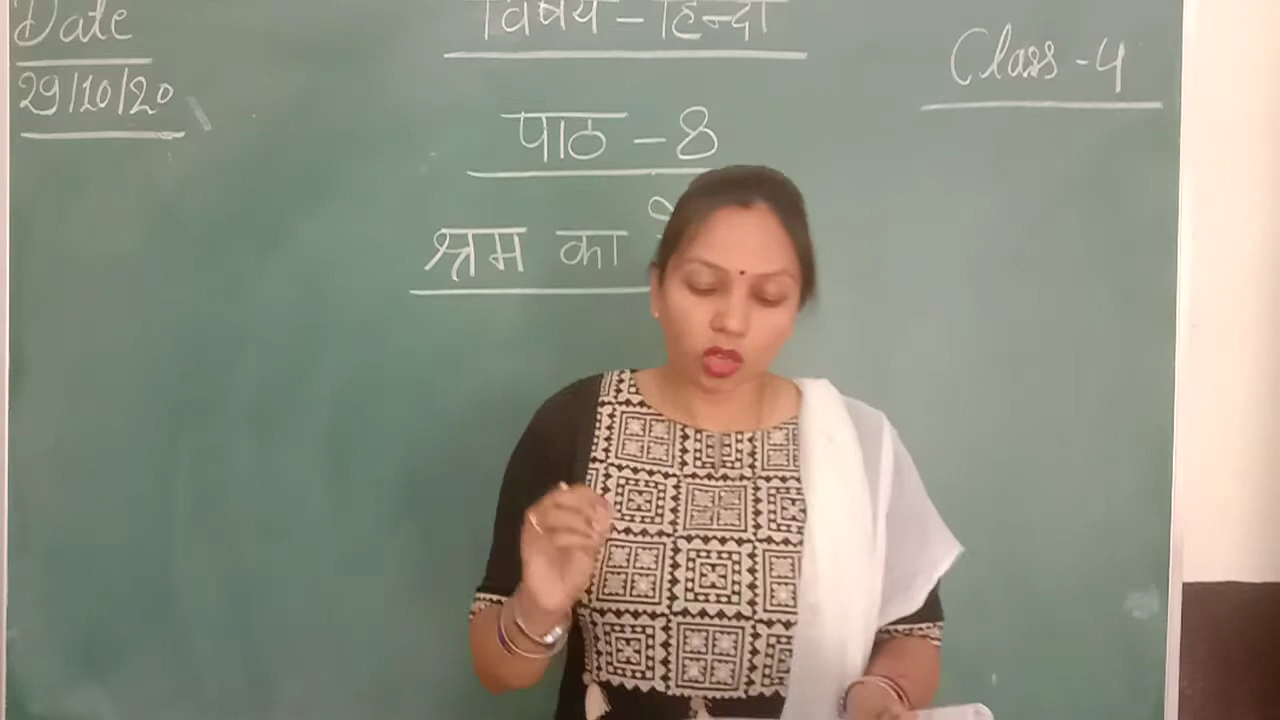 Date
29/10/20
विषय - हिन्दी
Class - 4
पाठ - 8
श्रम का